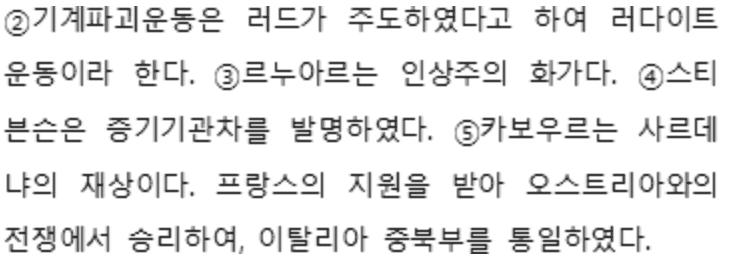 ②기계파괴운동은 러드가 주도하였다고 하여 러다이트
운동이라 한다. ③르누아르는 인상주의 화가다. ④스티
븐슨은 증기기관차를 발명하였다. ⑤카보우르는 사르데
냐의 재상이다. 프랑스의 지원을 받아 오스트리아와의
전쟁에서 승리하여, 이탈리아 중북부를 통일하였다.